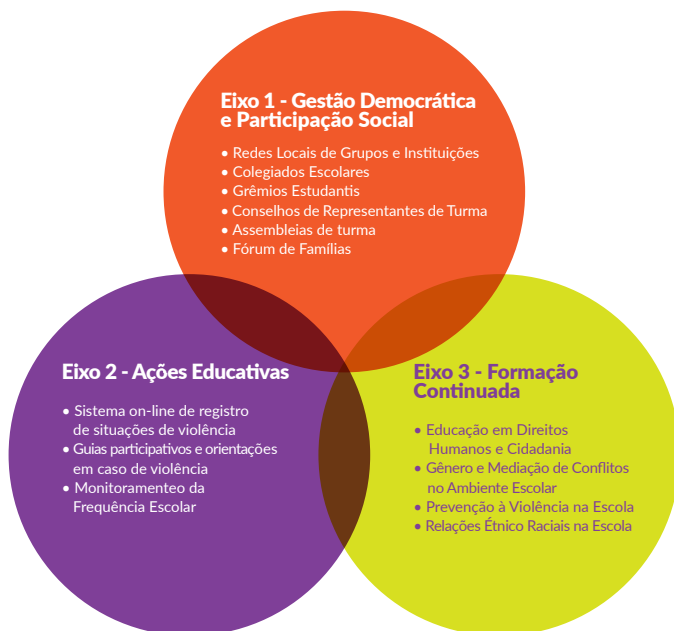 Eixo 1 - Gestão Democrática
e Participação Social
• Redes Locais de Grupos e Instituições
• Colegiados Escolares
• Grêmios Estudantis
• Conselhos de Representantes de Turma
• Assembleias de turma
• Fórum de Famílias
Eixo 2 - Ações Educativas
• Sistema on-line de registro
de situações de violência
• Guias participativos e orientações
em caso de violência
• Monitoramnteo da
Frequência Escolar
Eixo 3 - Formação
Continuada
• Educação em Direitos
Humanos e Cidadania
• Gênero e Mediação de Conflitos
no Ambiente Escolar
• Prevenção à Violência na Escola
• Relações Étnico Raciais na Escola